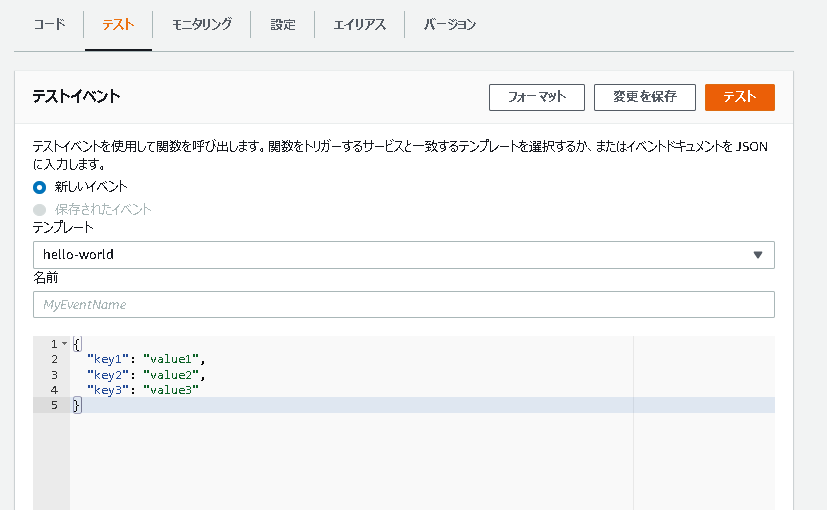 コード テスト モニタリング 設定 エイリアス バージョン
テストイベント フォーマット 変更を保存 テスト
テストイベントを使用して関数を呼び出します。関数をトリガーするサービスと一致するテンプレートを選択するか、またはイベントドキュメントを JSON
に入力します。
新しいイベント
保存されたイベント
テンプレート
hello-world
名前
MyEventName
1 {
2 "key1": "value1",
3 "key2": "value2",
4 "key3": "value3"
5 }